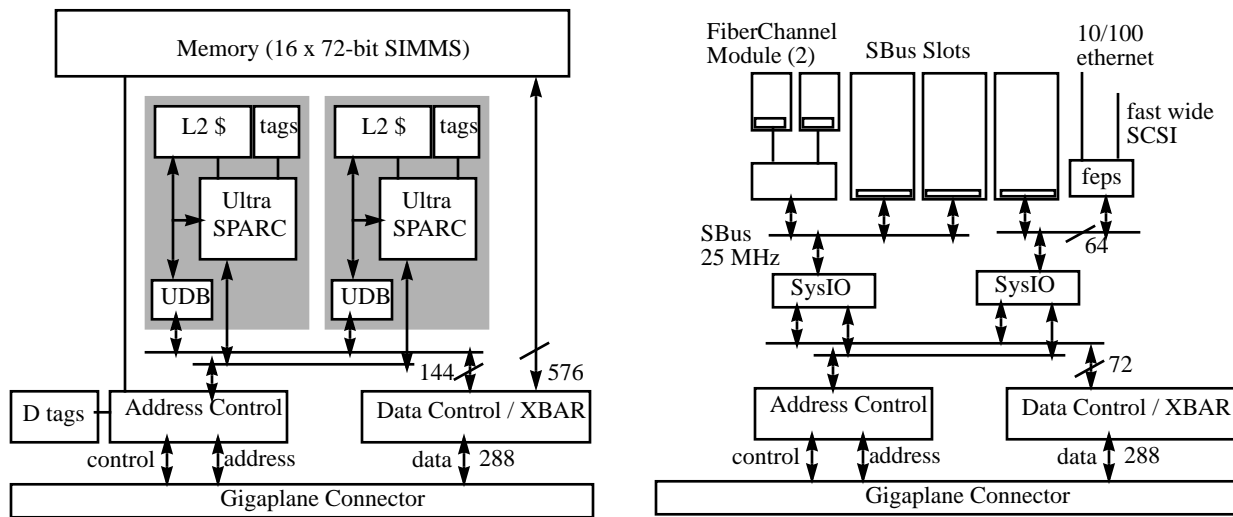 Memory (16 x 72-bit SIMMS)
L2 $
tags
L2 $
tags
Ultra
SPARC
Ultra
SPARC
UDB
UDB
144
576
D tags
Address Control
Data Control / XBAR
control
address
data
288
Gigaplane Connector
FiberChannel
Module (2)
SBus Slots
10/100
ethernet
fast wide
SCSI
feps
SBus
25 MHz
64
SysIO
SysIO
72
Address Control
Data Control / XBAR
control
address
data
288
Gigaplane Connector